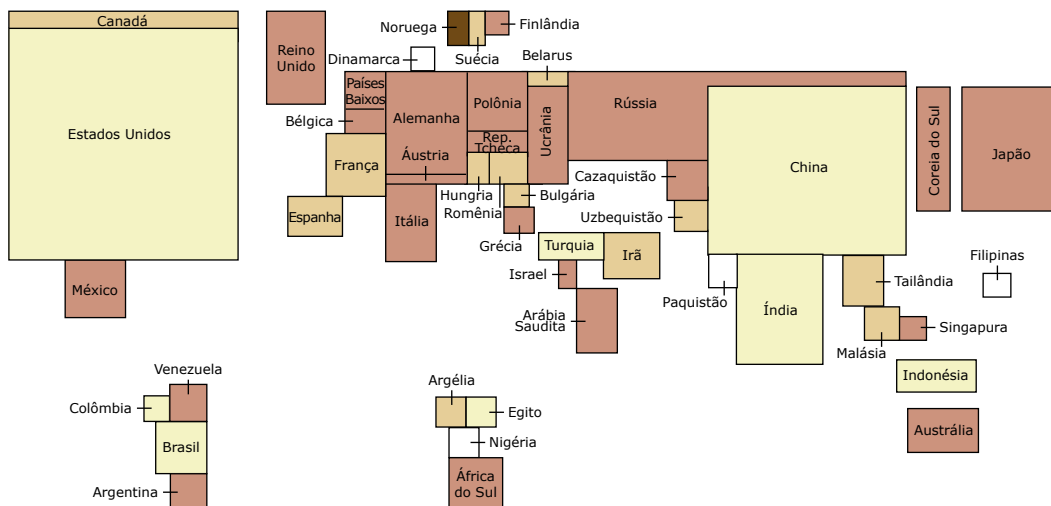 Canadá
Estados Unidos
México
Reino
Unido
Noruega
Finlândia
Suécia
Dinamarca
Belarus
Países
Baixos
Bélgica
Alemanha
Polônia
Rep.
Tcheca
Ucrânia
Rússia
China
Coreia do Sul
Japão
França
Áustria
Espanha
Itália
Hungria
Romênia
Bulgária
Grécia
Cazaquistão
Uzbequistão
Turquia
Irã
Israel
Arábia
Saudita
Paquistão
Índia
Tailândia
Filipinas
Malásia
Singapura
Indonésia
Austrália
Venezuela
Colômbia
Brasil
Argentina
Argélia
Egito
Nigéria
África
do Sul